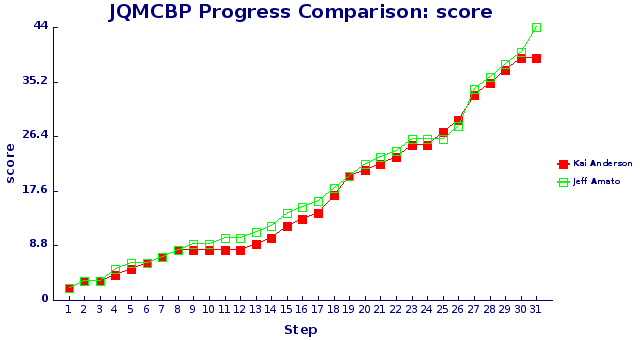 JQMCBP Progress Comparison: score
44
35.2
26.4
17.6
8.8
0
score
1 2 3 4 5 6 7 8 9 10 11 12 13 14 15 16 17 18 19 20 21 22 23 24 25 26 27 28 29 30 31
Step
Kai Anderson
Jeff Amato